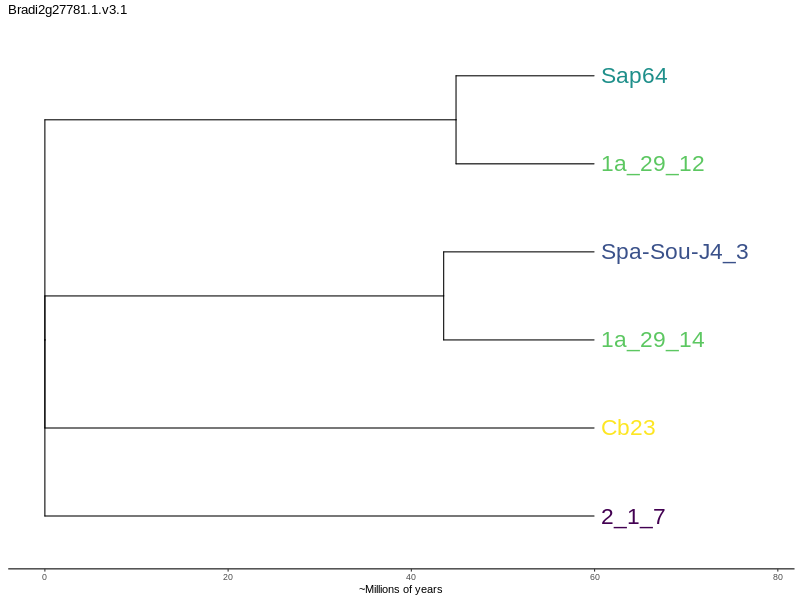 Bradi2g27781.1.v3.1
Sap64
1a_29_12
Spa-Sou-J4_3
1a_29_14
Cb23
2_1_7
0 20 40 60 80
~Millions of years